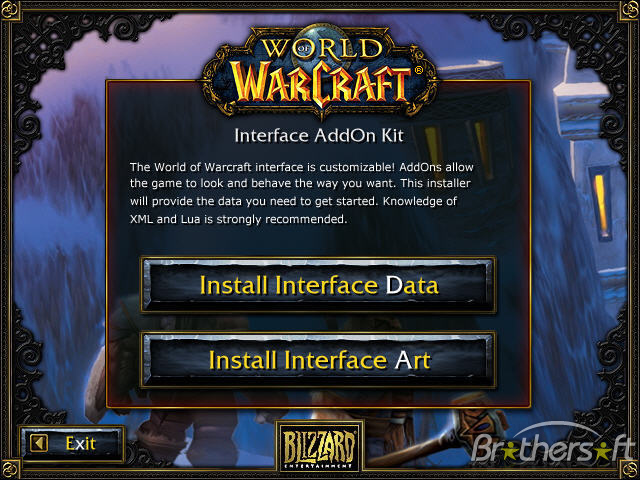 WORLD
OF
WARCRAFT®
Interface AddOn Kit
The World of Warcraft interface is customizable! AddOns allow
the game to look and behave the way you want. This installer
will provide the data you need to get started. Knowledge of
XML and Lua is strongly recommended.
Install Interface Data
Install Interface Art
Exit
BLIZZARD
ENTERTAINMENT
Brothersoft